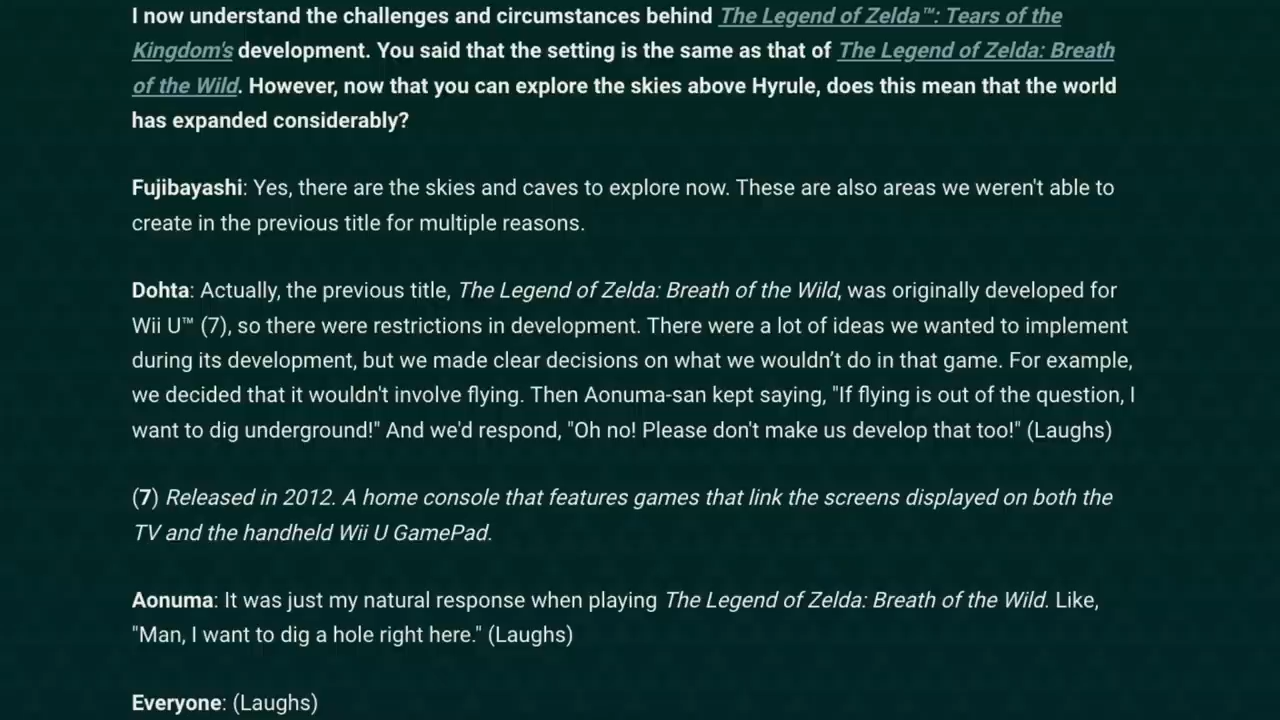 I now understand the challenges and circumstances behind The Legend of Zelda™: Tears of the
Kingdom's development. You said that the setting is the same as that of The Legend of Zelda: Breath
of the Wild. However, now that you can explore the skies above Hyrule, does this mean that the world
has expanded considerably?
Fujibayashi: Yes, there are the skies and caves to explore now. These are also areas we weren't able to
create in the previous title for multiple reasons.
Dohta: Actually, the previous title, The Legend of Zelda: Breath of the Wild, was originally developed for
Wii U™ (7), so there were restrictions in development. There were a lot of ideas we wanted to implement
during its development, but we made clear decisions on what we wouldn’t do in that game. For example,
we decided that it wouldn't involve flying. Then Aonuma-san kept saying, "If flying is out of the question, I
want to dig underground!" And we'd respond, "Oh no! Please don't make us develop that too!" (Laughs)
(7) Released in 2012. A home console that features games that link the screens displayed on both the
TV and the handheld Wii U GamePad.
Aonuma: It was just my natural response when playing The Legend of Zelda: Breath of the Wild. Like,
"Man, I want to dig a hole right here." (Laughs)
Everyone: (Laughs)